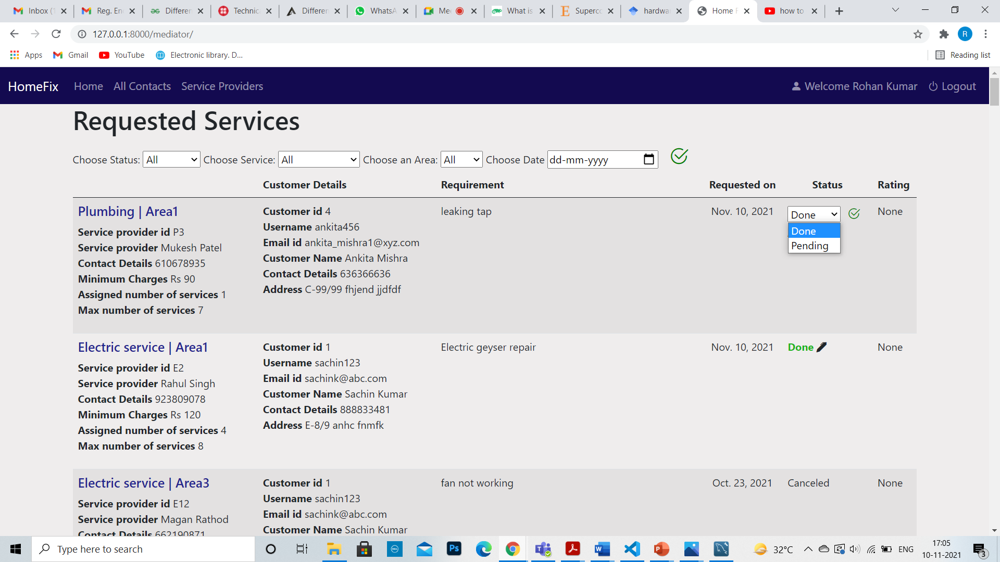 Inbox (1
Reg. En
Differen
Technic
Differen
WhatsA
Mee
What is
Superco
hardwa
Home F
how to
127.0.0.1:8000/mediator/
R
Apps
Gmail
YouTube
Electronic library. D...
Reading list
HomeFix Home All Contacts Service Providers Welcome Rohan Kumar Logout
Requested Services
Choose Status: All Choose Service: All Choose an Area: All Choose Date dd-mm-yyyy
Customer Details Requirement Requested on Status Rating
Plumbing | Area1
Service provider id P3
Service provider Mukesh Patel
Contact Details 610678935
Minimum Charges Rs 90
Assigned number of services 1
Max number of services 7
Customer id 4
Username ankita456
Email id ankita_mishra1@xyz.com
Customer Name Ankita Mishra
Contact Details 636366636
Address C-99/99 fhjend jjdfdf
leaking tap
Nov. 10, 2021
Done
Done
Pending
None
Electric service | Area1
Service provider id E2
Service provider Rahul Singh
Contact Details 923809078
Minimum Charges Rs 120
Assigned number of services 4
Max number of services 8
Customer id 1
Username sachin123
Email id sachink@abc.com
Customer Name Sachin Kumar
Contact Details 888833481
Address E-8/9 anhc fnmfk
Electric geyser repair
Nov. 10, 2021
Done
None
Electric service | Area3
Service provider id E12
Service provider Magan Rathod
Contact Details 662190871
Customer id 1
Username sachin123
Email id sachink@abc.com
Customer Name Sachin Kumar
fan not working
Oct. 23, 2021
Canceled
None
Type here to search
Ps
32°C
ENG
17:05
10-11-2021
3